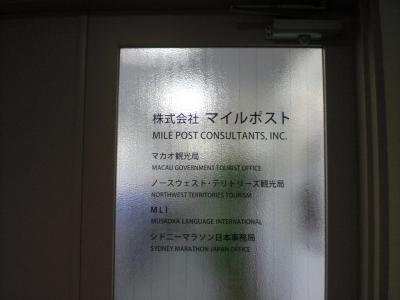 株式会社 マイルポスト
MILE POST CONSULTANTS, INC.
マカオ観光局
MACAU GOVERNMENT TOURIST OFFICE
ノースウェスト・テリトリーズ観光局
NORTHWEST TERRITORIES TOURISM
MLI
MUSKOKA LANGUAGE INTERNATIONAL
シドニーマラソン日本事務局
SYDNEY MARATHON JAPAN OFFICE